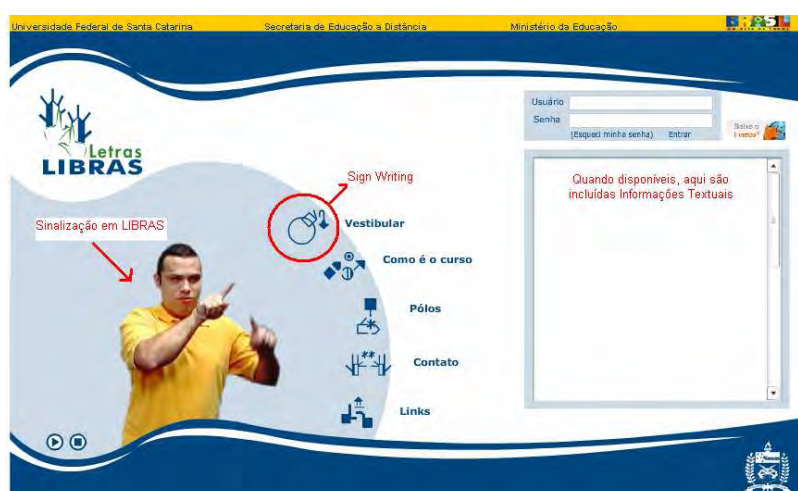 Universidade Federal de Santa Catarina
Secretaria de Educação a Distância
Ministério da Educação
BRASIL
Letras
LIBRAS
Usuário
Senha
(Esqueci minha senha)
Entrar
Quando disponíveis, aqui são
incluídas Informações Textuais
Sign Writing
Sinalização em LIBRAS
Vestibular
Como é o curso
Pólos
Contato
Links